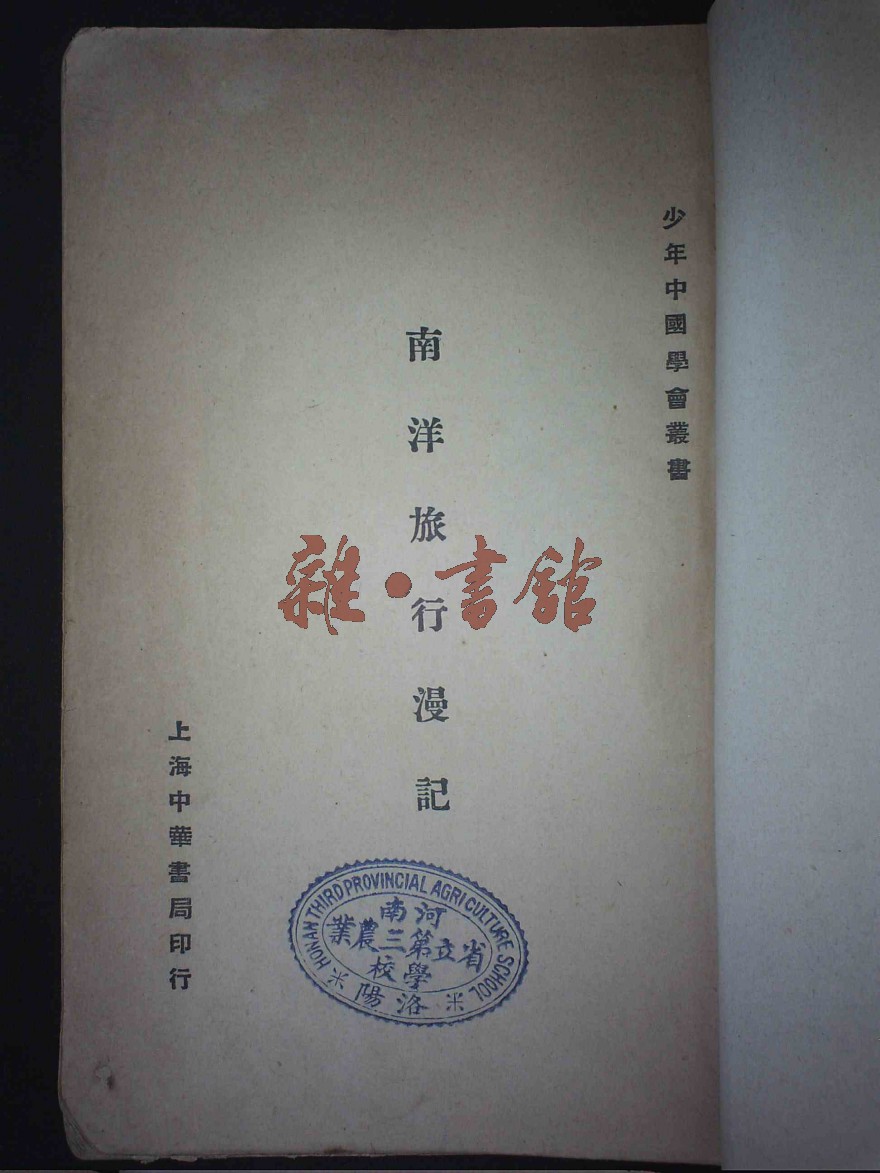 少年中國學會叢書
南洋旅行漫記
上海中華書局印行
雜·書館
HONAN THIRD PROVINCIAL AGRICULTURE SCHOOL
河南
省立第三農業
學校
洛陽